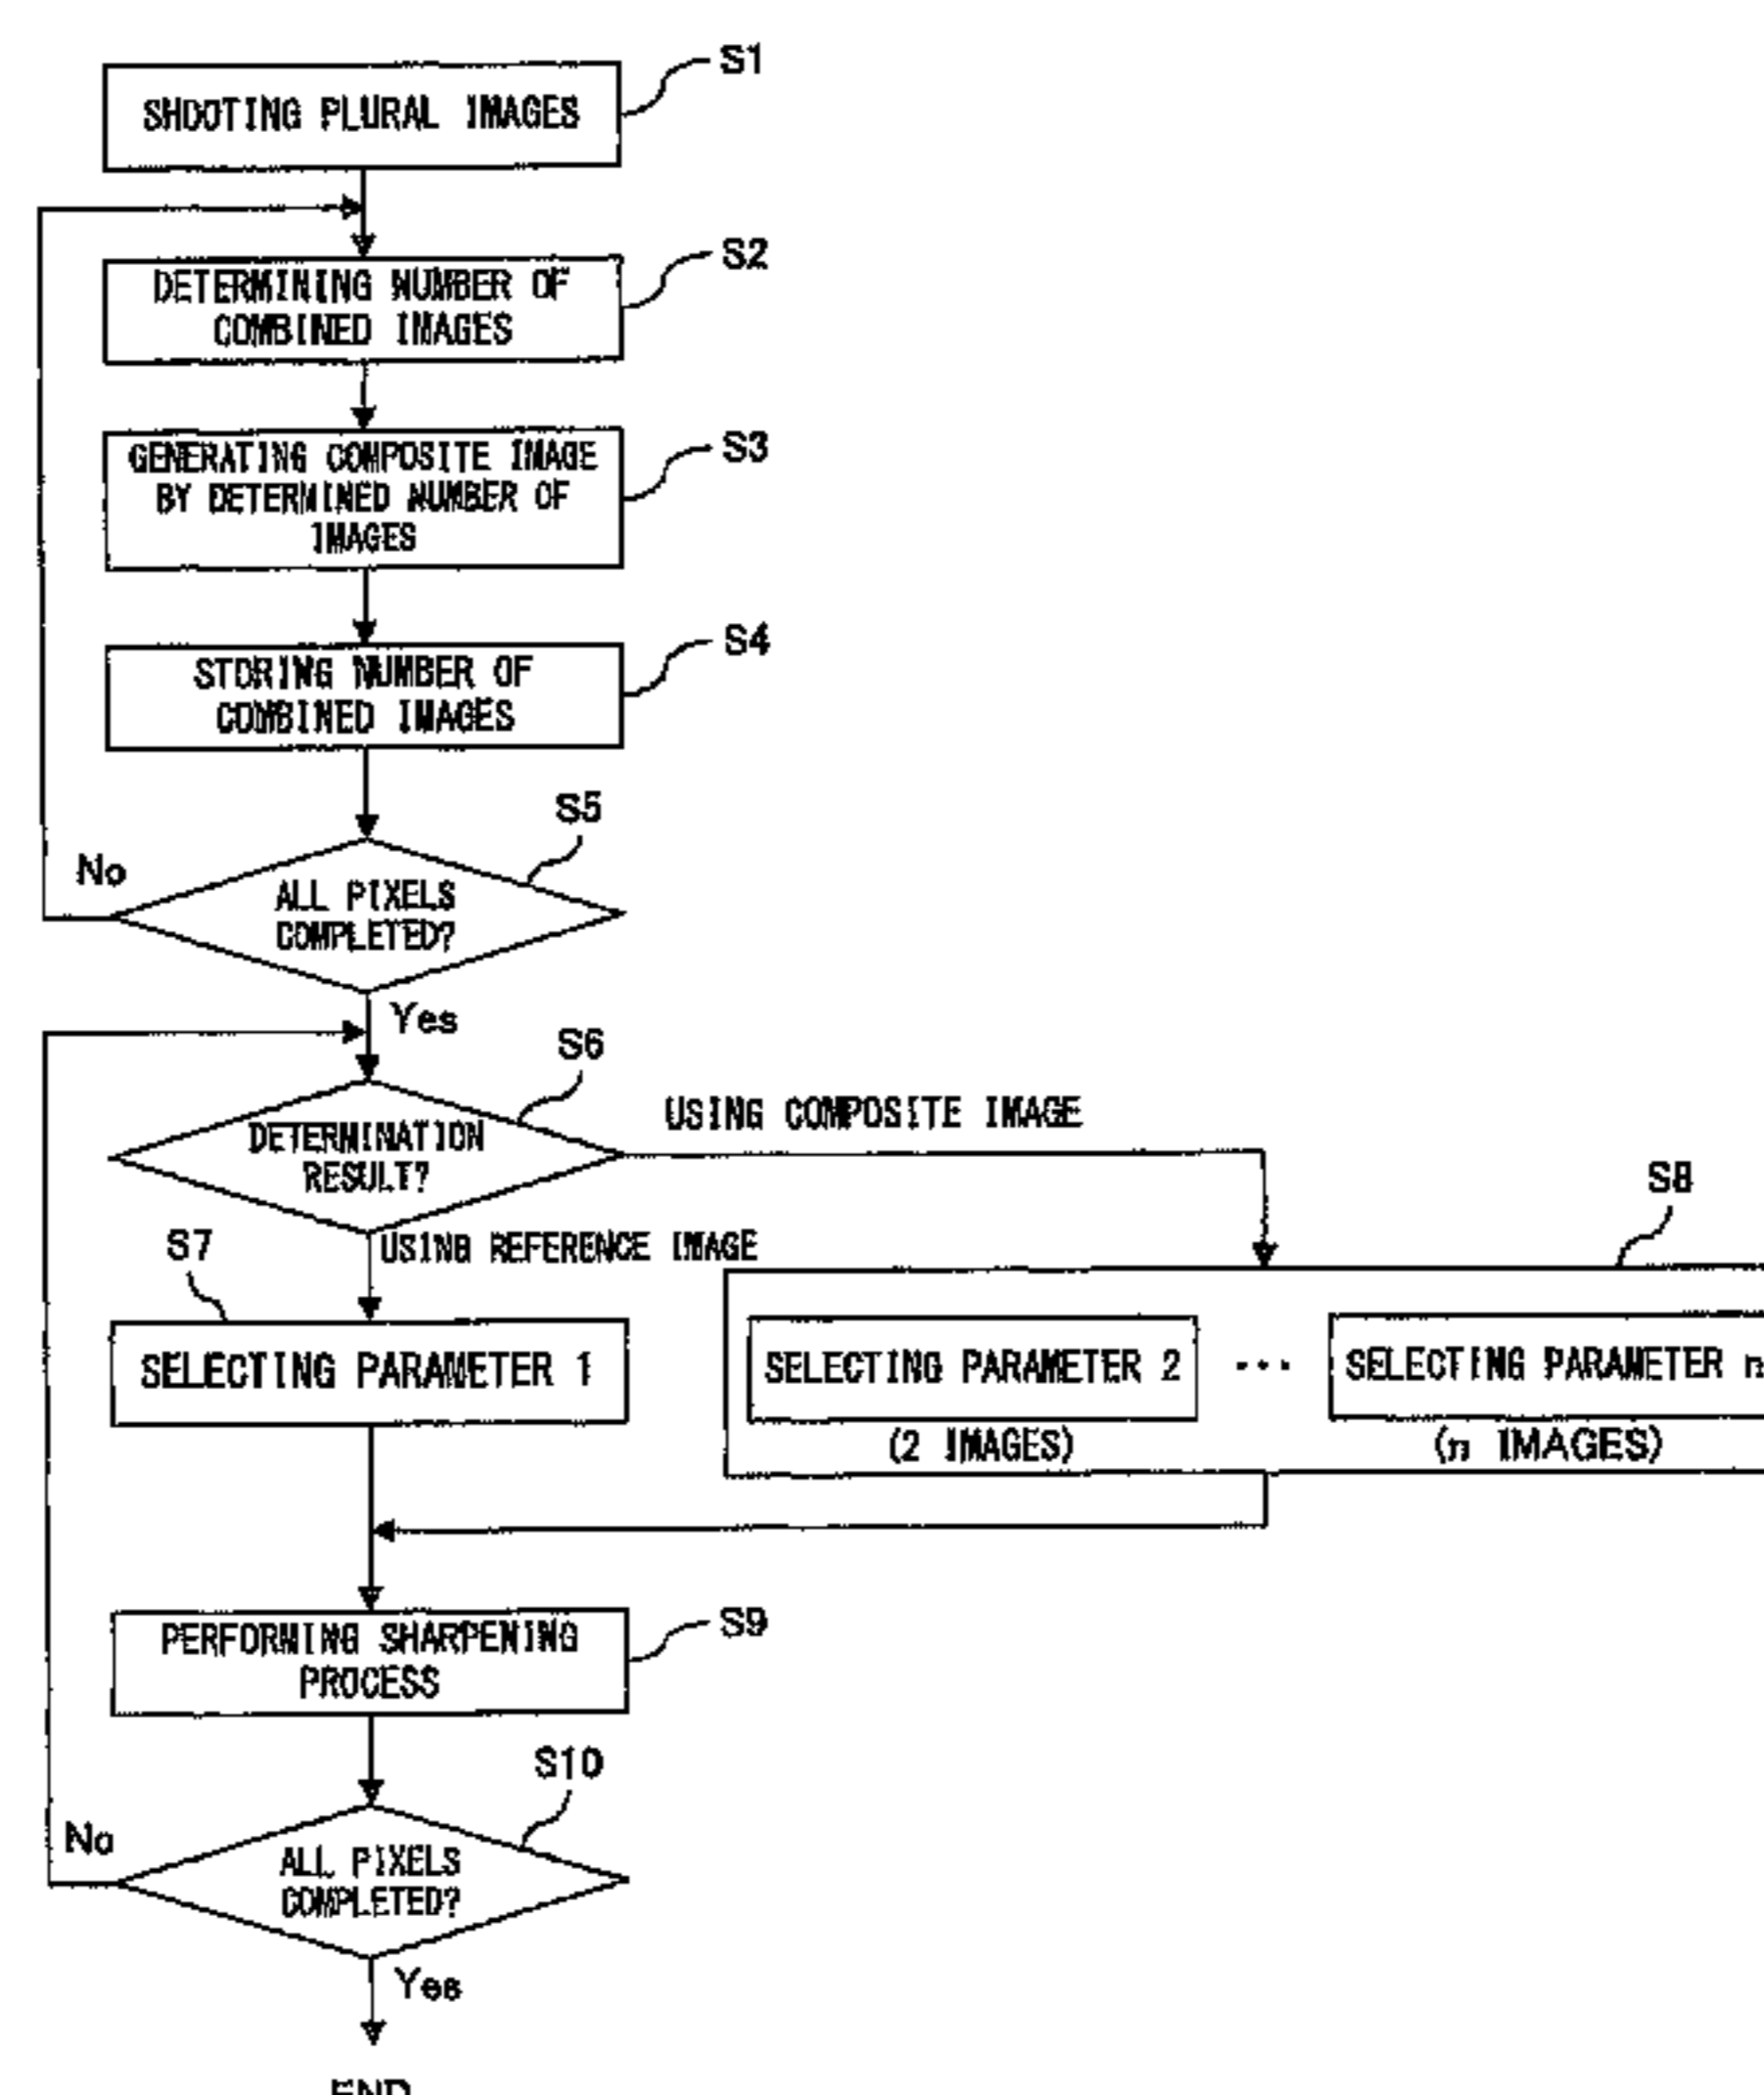 S1
SHOOTING PLURAL IMAGES
S2
DETERMINING NUMBER OF
COMBINED IMAGES
S3
GENERATING COMPOSITE IMAGE
BY DETERMINED NUMBER OF
IMAGES
S4
STORING NUMBER OF
COMBINED IMAGES
S5
No
ALL PIXELS
COMPLETED?
Yes
S6
USING COMPOSITE IMAGE
DETERMINATION
RESULT?
S8
S7
USING REFERENCE IMAGE
SELECTING PARAMETER 1
SELECTING PARAMETER 2
(2 IMAGES)
...
SELECTING PARAMETER n
(n IMAGES)
S9
PERFORMING SHARPENING
PROCESS
S10
No
ALL PIXELS
COMPLETED?
Yes
END